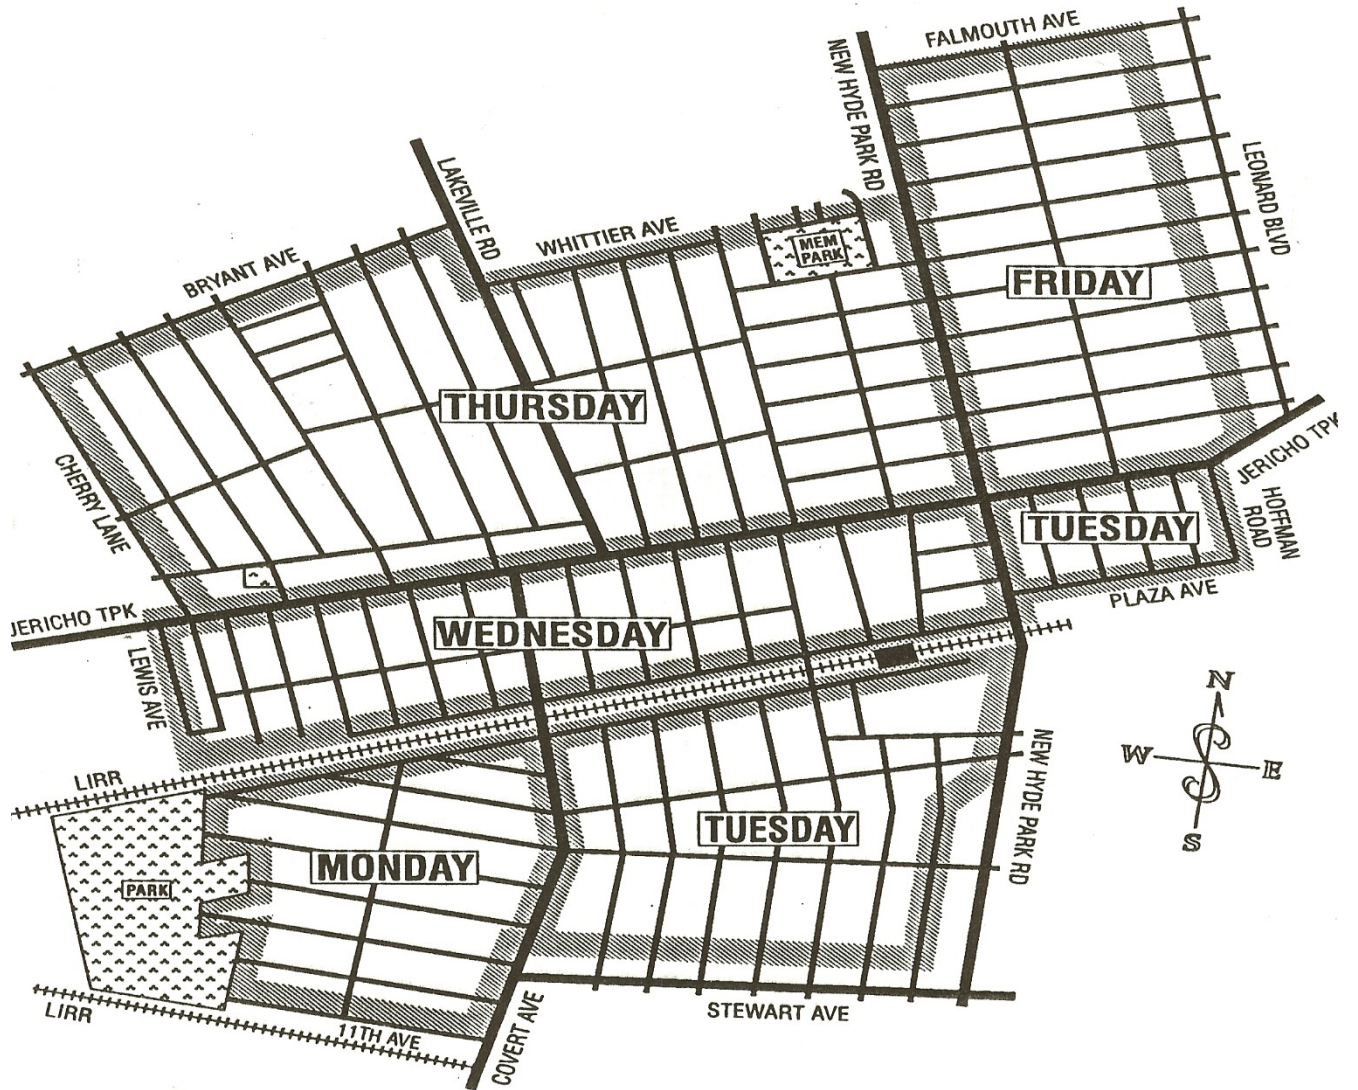 FALMOUTH AVE
NEW HYDE PARK RD
LAKEVILLE RD
LEONARD BLVD
WHITTIER AVE
MEM
PARK
BRYANT AVE
FRIDAY
THURSDAY
CHERRY LANE
JERICHO TPK
HOFFMAN
ROAD
TUESDAY
PLAZA AVE
JERICHO TPK
WEDNESDAY
LEWIS AVE
N
W
E
S
LIRR
NEW HYDE PARK RD
TUESDAY
MONDAY
PARK
LIRR
11TH AVE
COVERT AVE
STEWART AVE